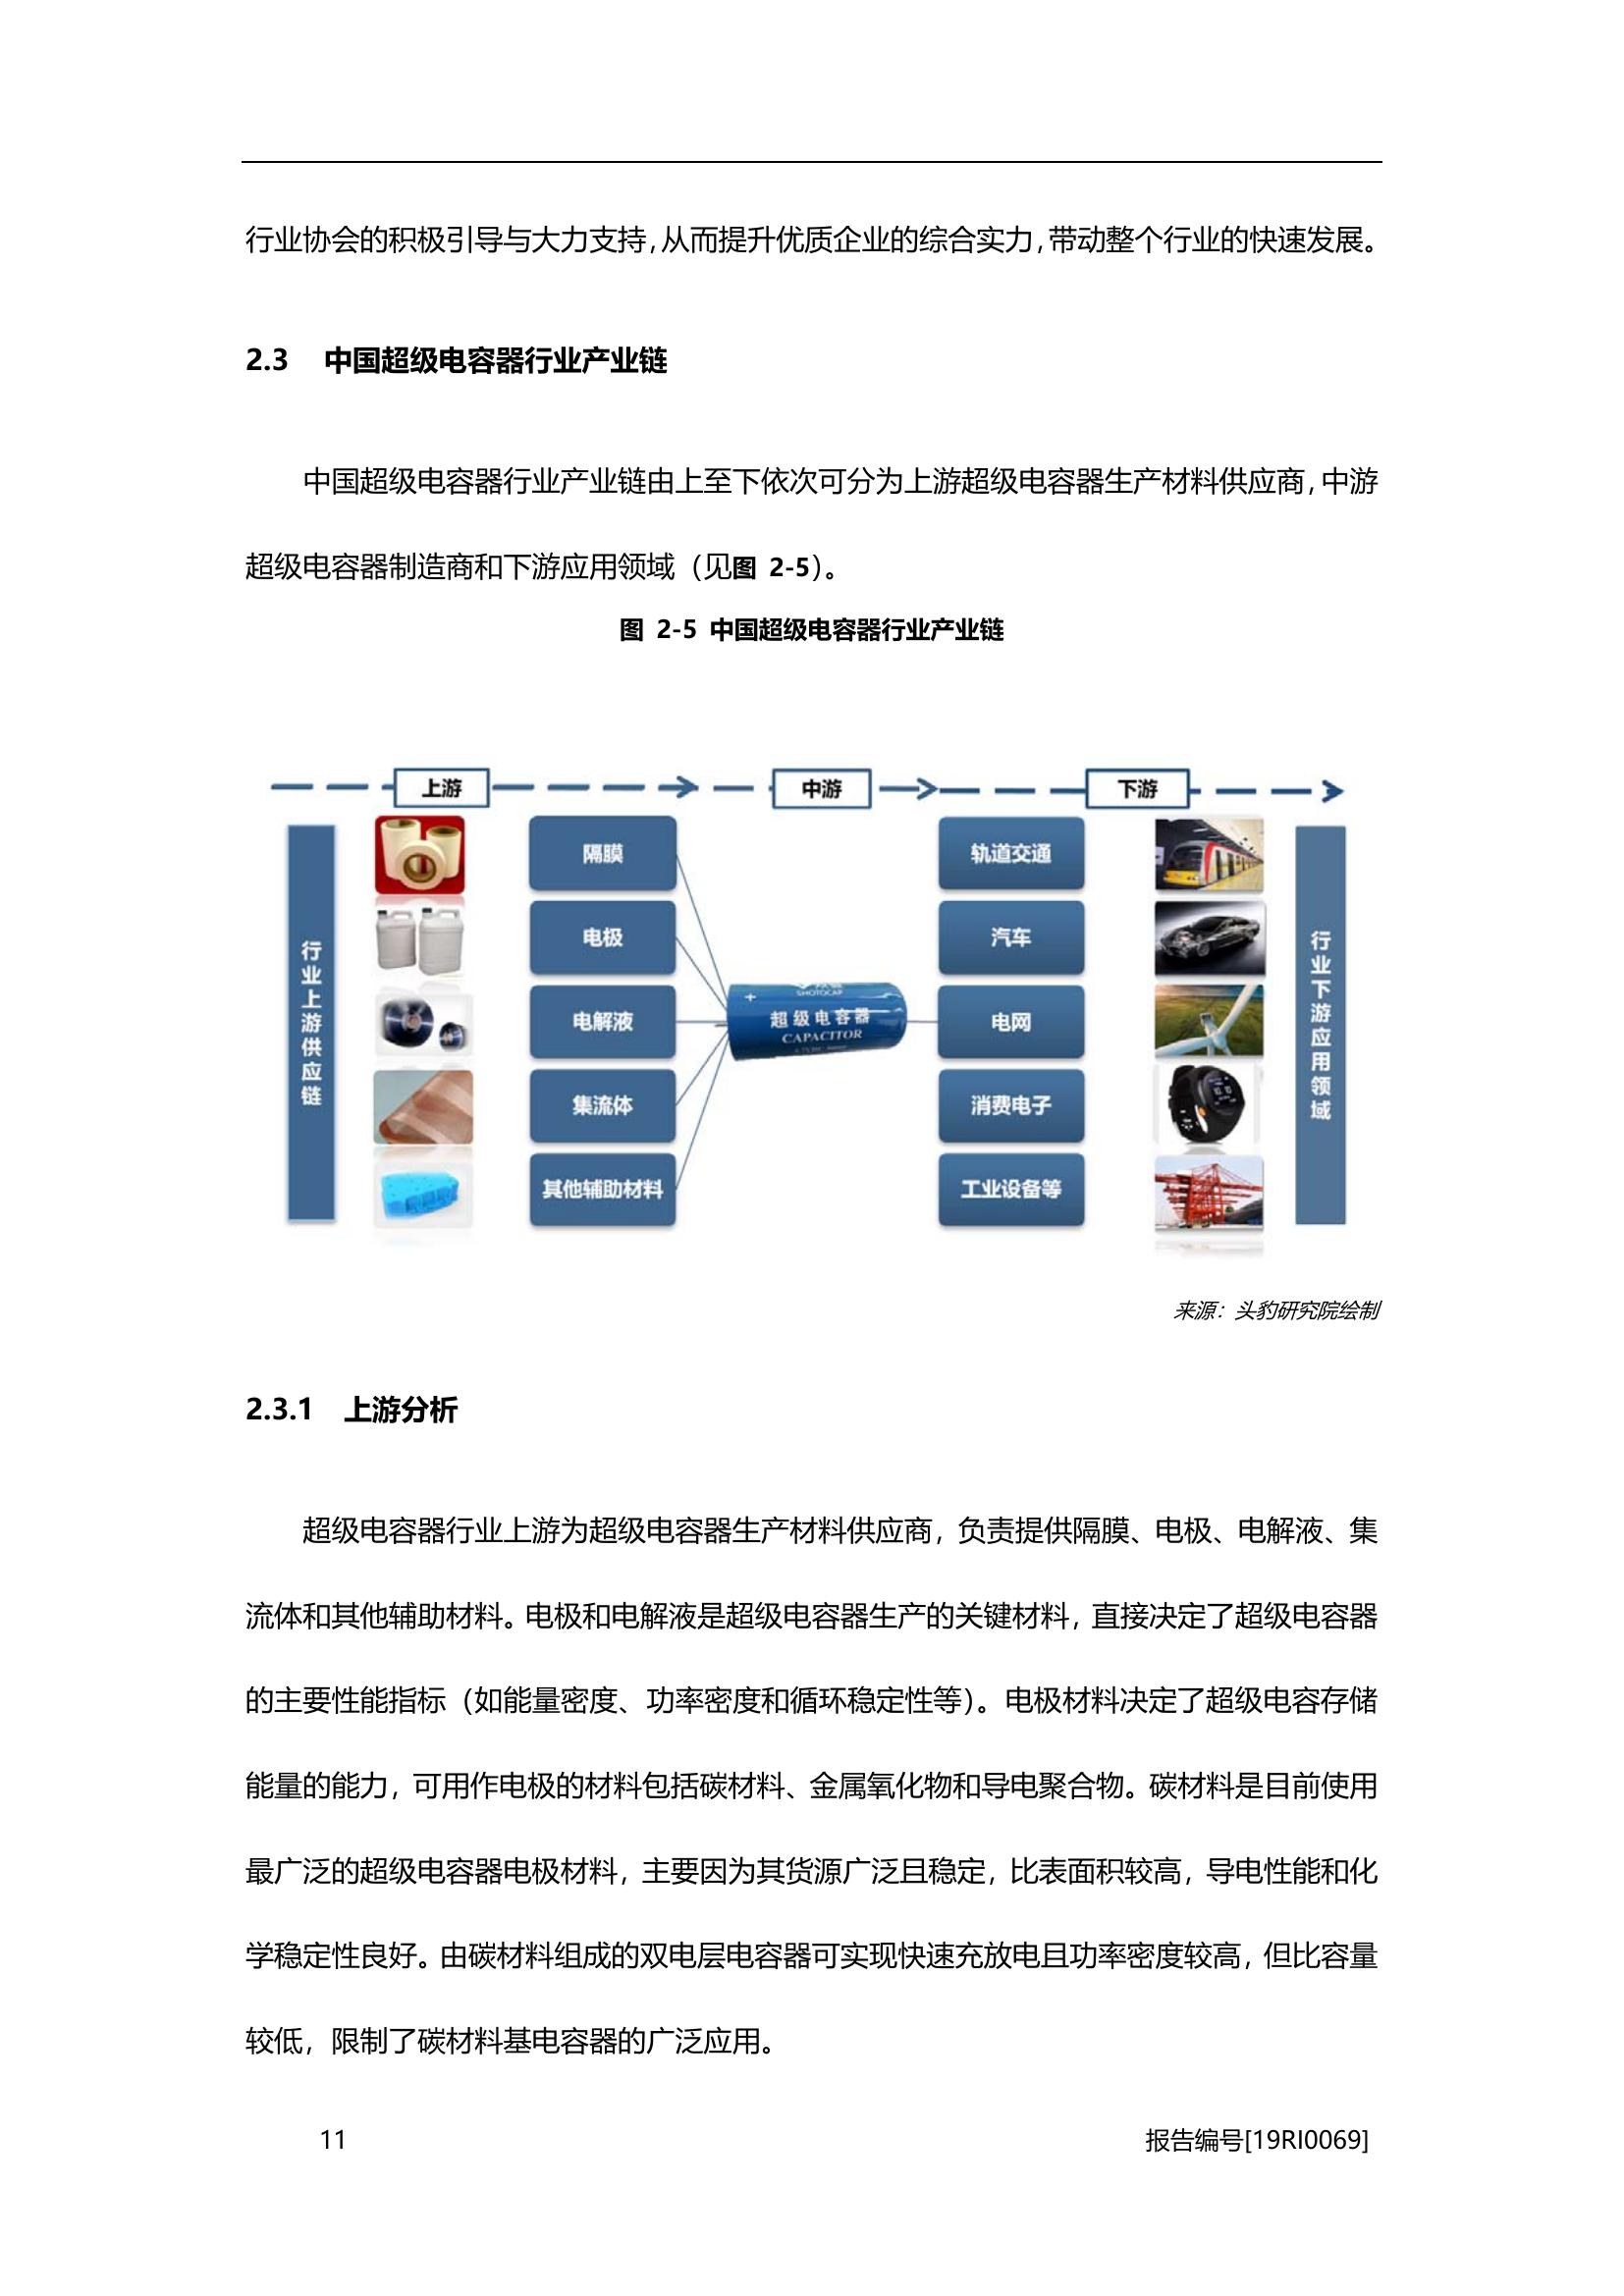 行业协会的积极引导与大力支持,从而提升优质企业的综合实力,带动整个行业的快速发展。
2.3 中国超级电容器行业产业链
中国超级电容器行业产业链由上至下依次可分为上游超级电容器生产材料供应商,中游
超级电容器制造商和下游应用领域（见图 2-5）。
图 2-5 中国超级电容器行业产业链
上游
中游
下游
行业上游供应链
隔膜
电极
电解液
集流体
其他辅助材料
SHOTOCAP
超级电容器
CAPACITOR
轨道交通
汽车
电网
消费电子
工业设备等
行业下游应用领域
来源：头豹研究院绘制
2.3.1 上游分析
超级电容器行业上游为超级电容器生产材料供应商，负责提供隔膜、电极、电解液、集
流体和其他辅助材料。电极和电解液是超级电容器生产的关键材料，直接决定了超级电容器
的主要性能指标（如能量密度、功率密度和循环稳定性等）。电极材料决定了超级电容存储
能量的能力，可用作电极的材料包括碳材料、金属氧化物和导电聚合物。碳材料是目前使用
最广泛的超级电容器电极材料，主要因为其货源广泛且稳定，比表面积较高，导电性能和化
学稳定性良好。由碳材料组成的双电层电容器可实现快速充放电且功率密度较高，但比容量
较低，限制了碳材料基电容器的广泛应用。
11
报告编号[19RI0069]